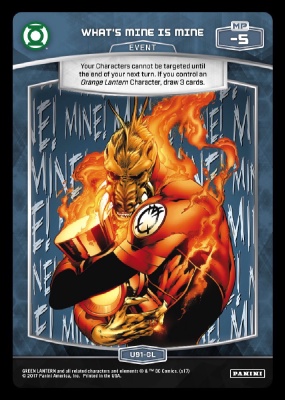 MP
-5
WHAT'S MINE IS MINE
EVENT
Your Characters cannot be targeted until
the end of your next turn. If you control an
Orange Lantern Character, draw 3 cards.
MINE!
MINE!
MINE!
U91-GL
GREEN LANTERN and all related characters and elements © & ™ DC Comics. (s17)
© 2017 Panini America, Inc. Printed in the USA.
PANINI